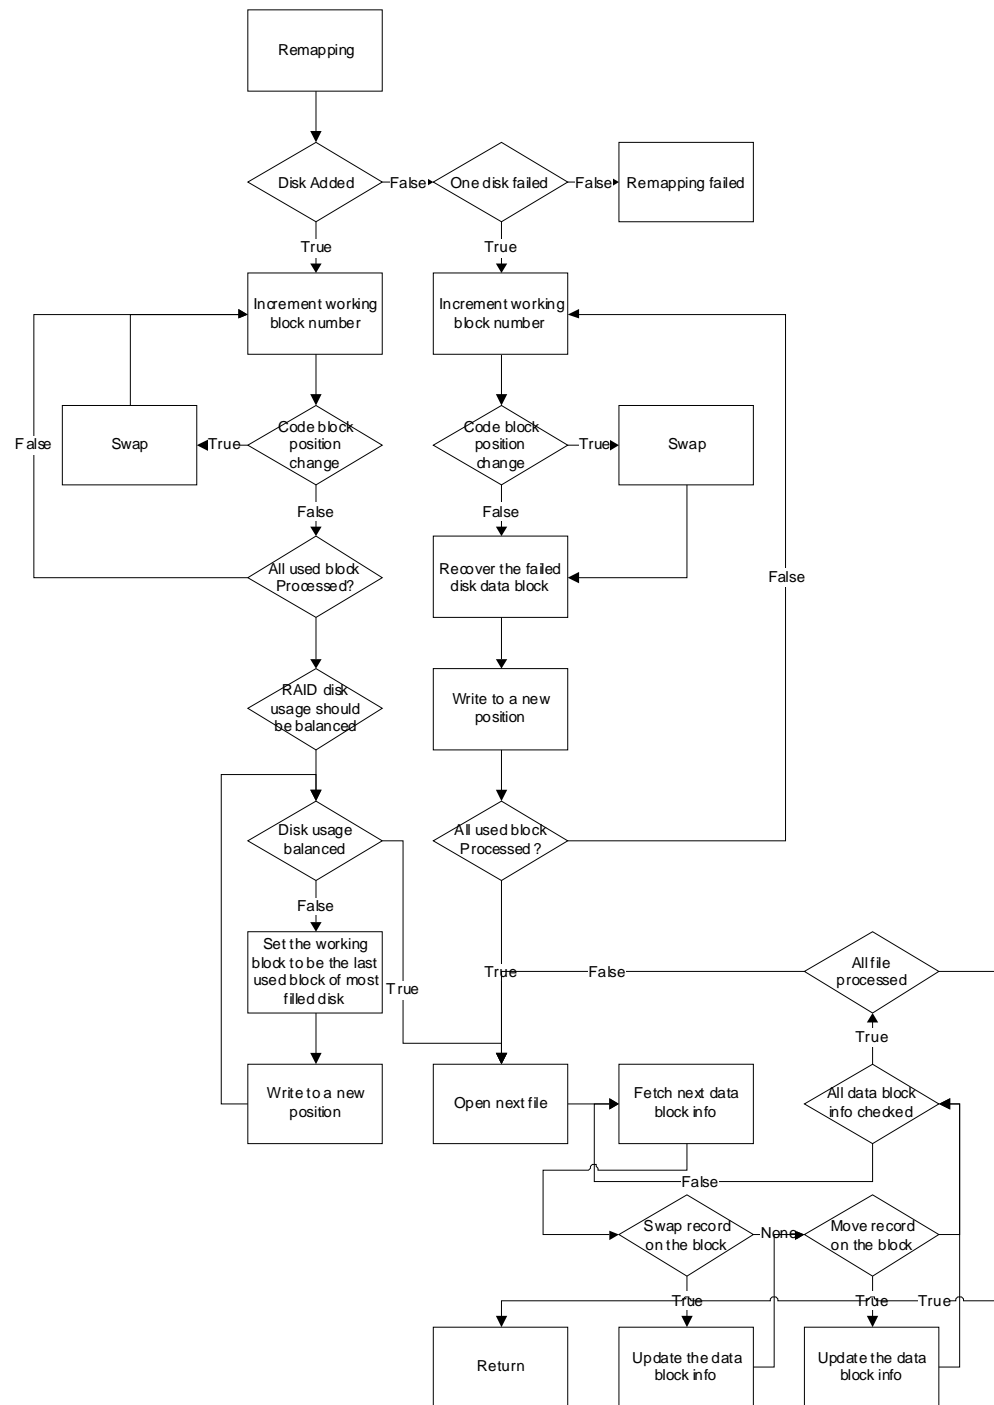 Remapping
Disk Added
False
One disk failed
False
Remapping failed
True
True
Increment working
block number
Increment working
block number
False
Swap
True
Code block
position
change
Code block
position
change
True
Swap
False
False
All used block
Processed?
Recover the failed
disk data block
False
RAID disk
usage should
be balanced
Write to a new
position
Disk usage
balanced
All used block
Processed?
False
Set the working
block to be the last
used block of most
filled disk
True
True
False
All file
processed
True
Write to a new
position
Open next file
Fetch next data
block info
All data block
info checked
False
Swap record
on the block
None
Move record
on the block
True
True
True
Return
Update the data
block info
Update the data
block info